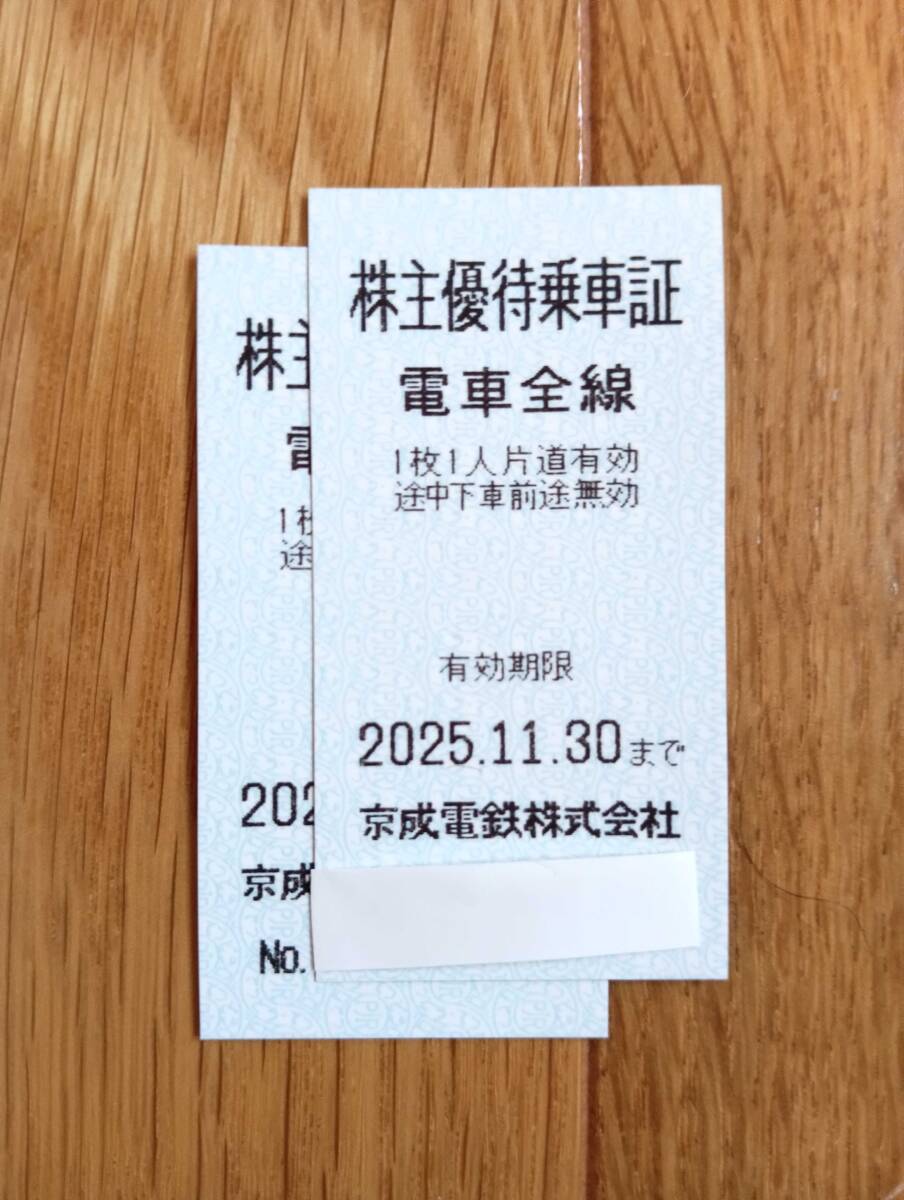 株主優待乗車証
電車全線
1枚1人片道有効
途中下車前途無効
有効期限
2025.11.30まで
京成電鉄株式会社
株主
1枚
途
202
京成
No.